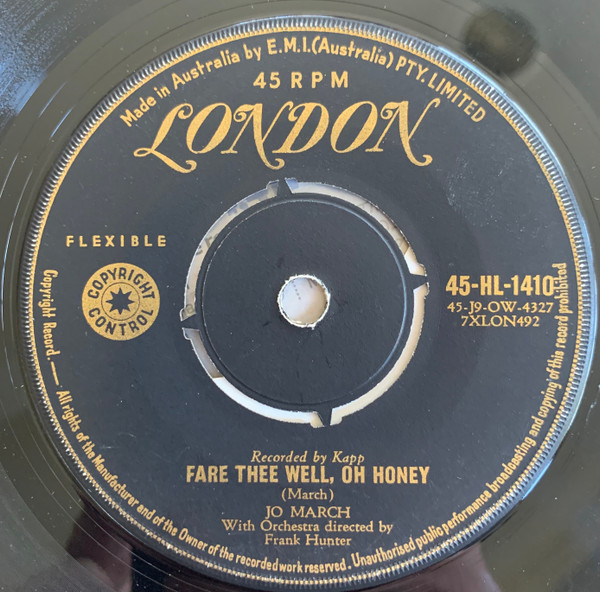 Made in Australia by E.M.I.(Australia) PTY. LIMITED
45 RPM
LONDON
FLEXIBLE
COPYRIGHT
CONTROL
45-HL-1410
45-J9-OW-4327
7XLON492
Recorded by Kapp
FARE THEE WELL, OH HONEY
(March)
JO MARCH
With Orchestra directed by
Frank Hunter
Copyright Record. — All rights of the Manufacturer and of the Owner of the recorded work reserved. Unauthorised public performance broadcasting and copying of this record prohibited